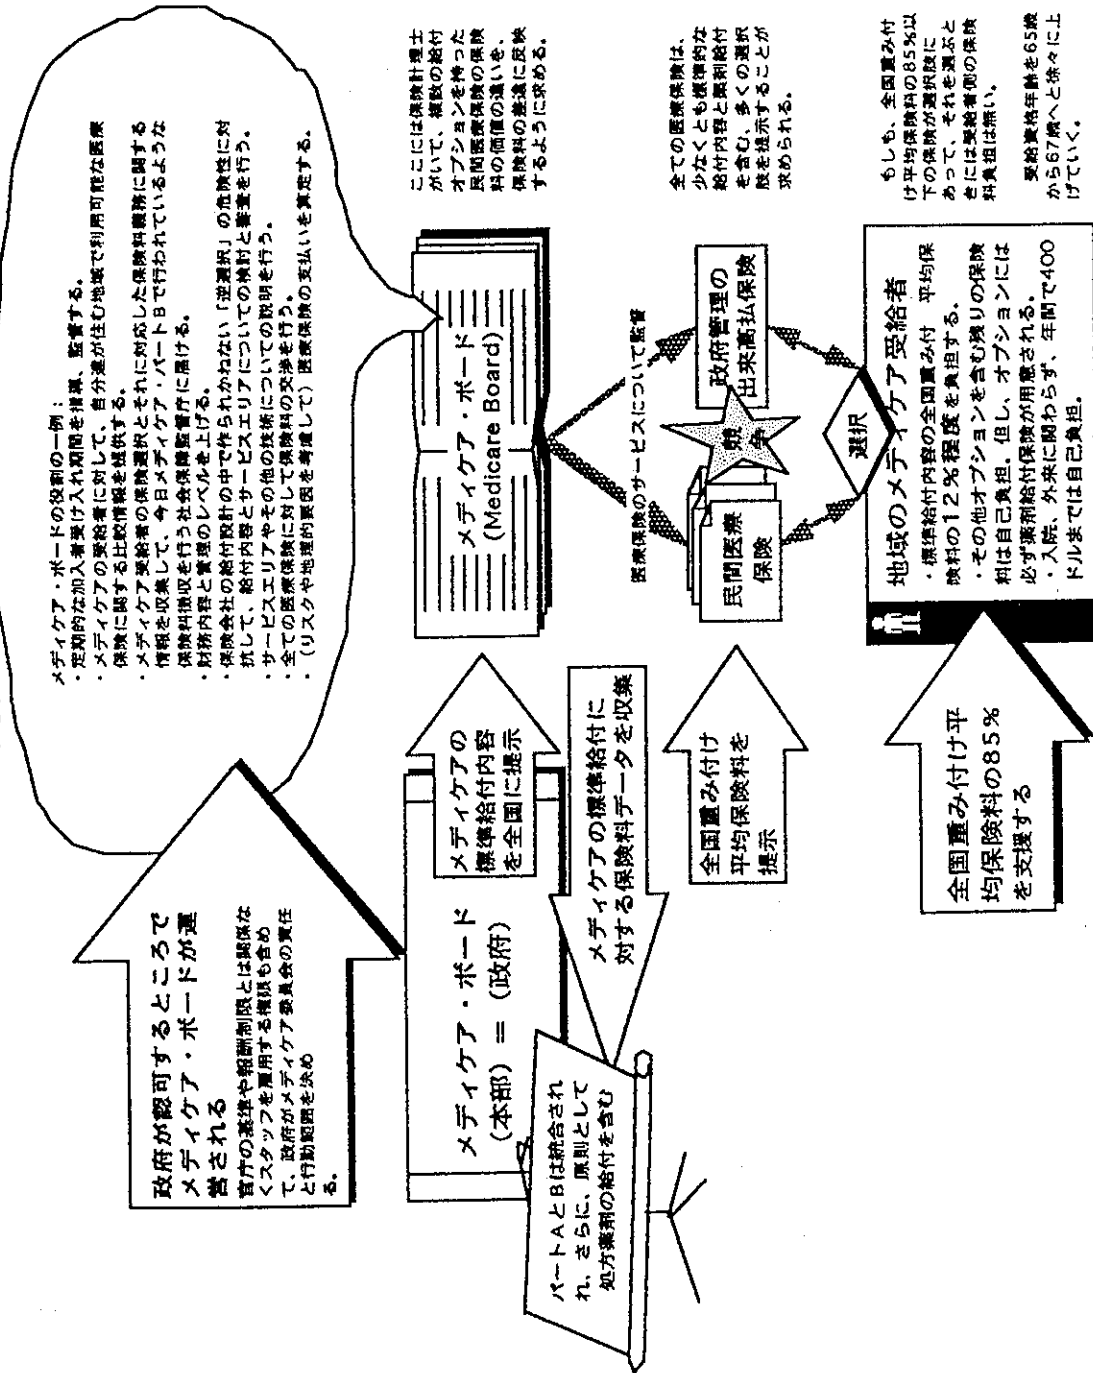 メディケア・ボードの役割の一例：
・定期的な加入者受け入れ期間を指導、監督する。
・メディケアの受給者に対して、自分達が住む地域で利用可能な医療
保険に関する比較情報を提供する。
・メディケア受給者の保険選択とそれに対応した保険料義務に関する
情報を収集して、今日メディケア・パートＢで行われているような
保険料徴収を行う社会保障監督庁に届ける。
・財務内容と質理のレベルを上げる。
・保険会社の給付設計の中で作られかねない「逆選択」の危険性に対
抗して、給付内容とサービスエリアについての検討と審査を行う。
・サービスエリアやその他の技術についての説明を行う。
・全ての医療保険に対して保険料の交渉を行う。
・（リスクや地理的要因を考慮して）医療保険の支払いを算定する。
政府が認可するところで
メディケア・ボードが運
営される
官庁の基準や報酬制限とは関係な
くスタッフを雇用する権限も含め
て、政府がメディケア委員会の責任
と行動範囲を決め
る。
メディケア・ボード
（本部）＝（政府）
メディケアの
標準給付内容
を全国に提示
メディケア・ボード
(Medicare Board)
ここには保険計理士
がいて、複数の給付
オプションを持った
民間医療保険の保険
料の価値の違いを、
保険料の差違に反映
するように求める。
パートＡとＢは統合され
れ、さらに、原則として
処方薬剤の給付を含む
メディケアの標準給付に
対する保険料データを収集
医療保険のサービスについて監督
全国重み付け
平均保険料を
提示
民間医療
保険
競争
政府管理の
出来高払保険
選択
全ての医療保険は、
少なくとも標準的な
給付内容と薬剤給付
を含む、多くの選択
肢を提示することが
求められる。
全国重み付け平
均保険料の85％
を支援する
地域のメディケア受給者
・標準給付内容の全国重み付　平均保
険料の12％程度を負担する。
・その他オプションを含む残りの保険
料は自己負担。但し、オプションには
必ず薬剤給付保険が用意される。
・入院、外来に関わらず、年間で400
ドルまでは自己負担。
もしも、全国重み付
け平均保険料の85％以
下の保険が選択肢に
あって、それを選ぶと
きには受給者側の保険
料負担は無い。
受給資格年齢を65歳
から67歳へと徐々に上
げていく。